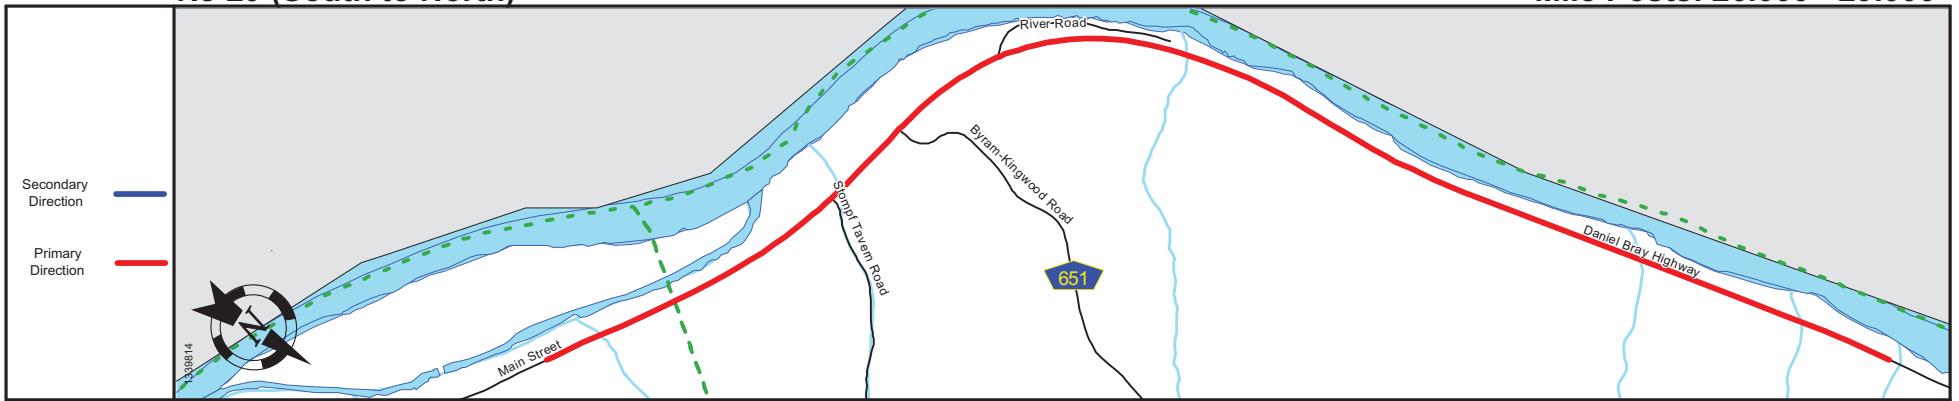 Secondary
Direction
Primary
Direction
River Road
Byram-Kingwood Road
Stompf Tavern Road
651
Daniel Bray Highway
Main Street
N
1339814